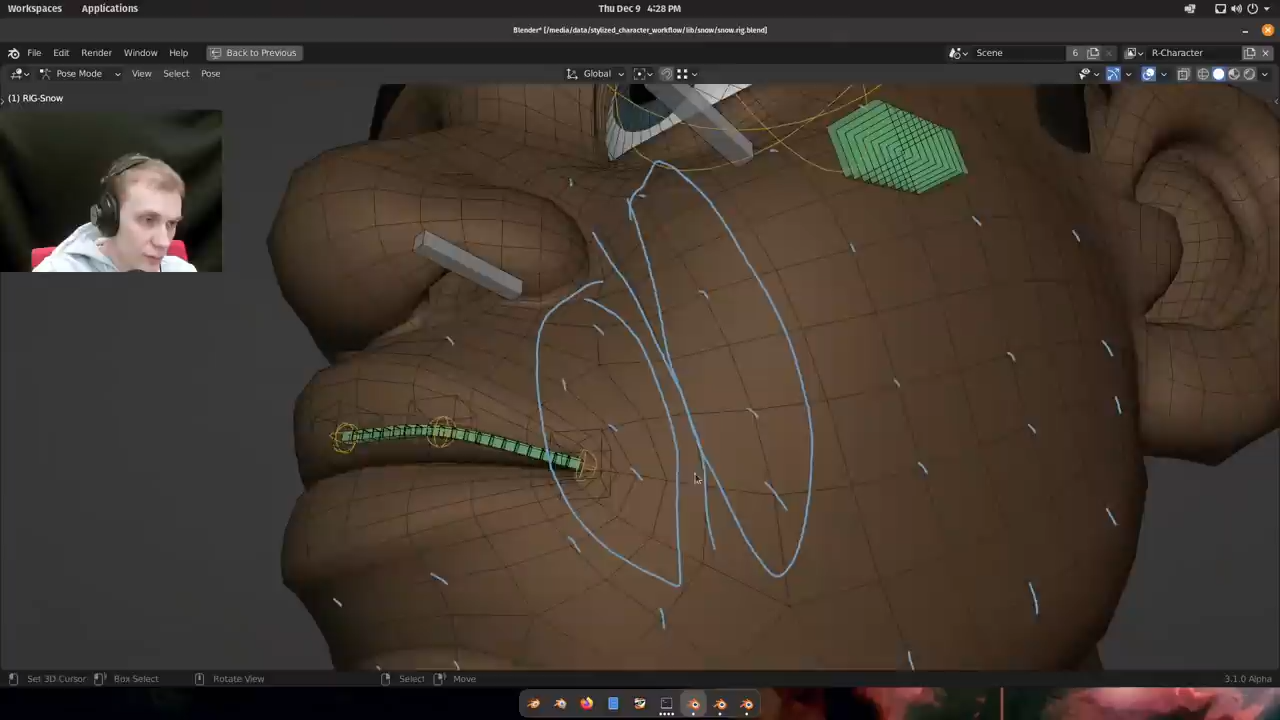 Workspaces Applications Thu Dec 9 4:28 PM
Blender* [/media/data/stylized_character_workflow/lib/snow/snow.rig.blend]
File Edit Render Window Help Back to Previous Scene 6 R-Character
Pose Mode View Select Pose Global
(1) RIG-Snow
Set 3D Cursor Box Select Rotate View Select Move 3.1.0 Alpha